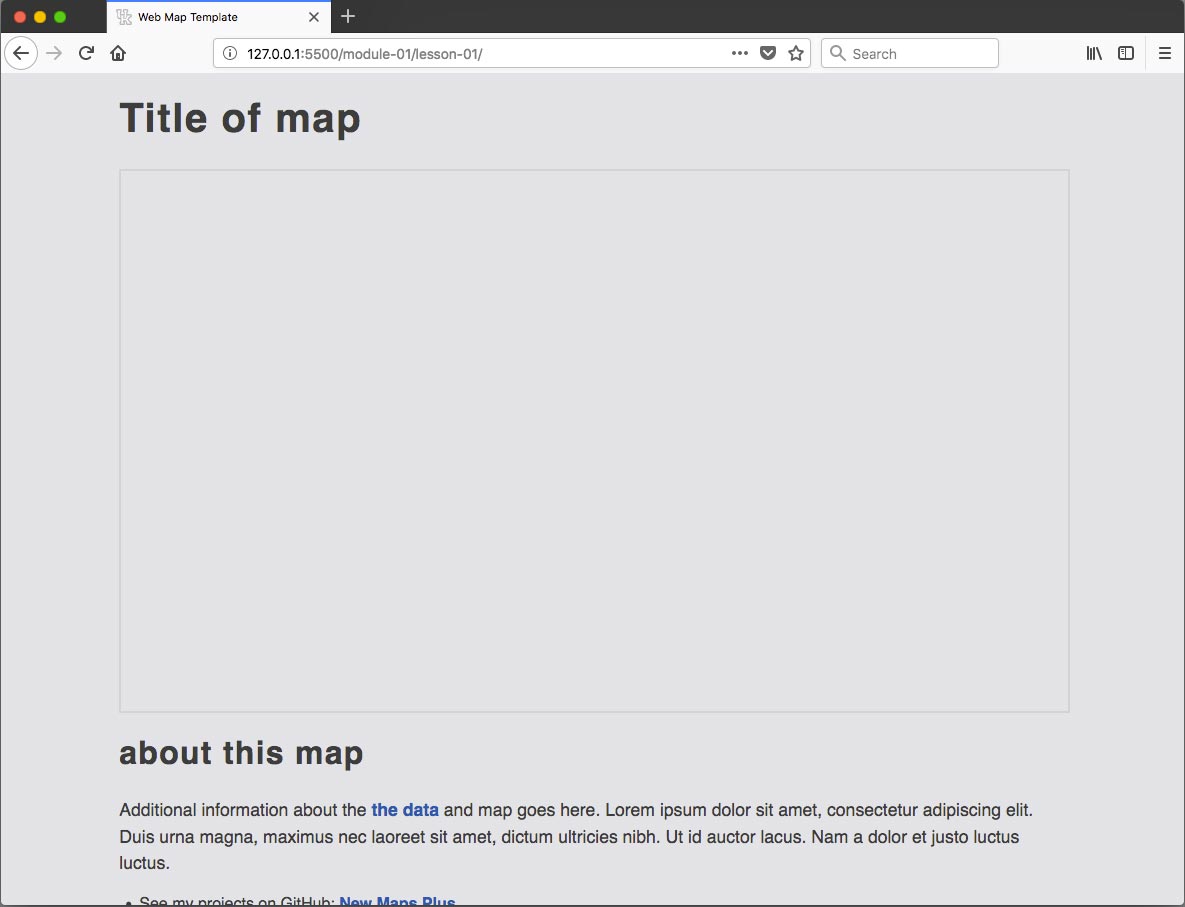 Web Map Template
127.0.0.1:5500/module-01/lesson-01/
Search
Title of map
about this map
Additional information about the the data and map goes here. Lorem ipsum dolor sit amet, consectetur adipiscing elit.
Duis urna magna, maximus nec laoreet sit amet, dictum ultricies nibh. Ut id auctor lacus. Nam a dolor et justo luctus
luctus.
• See my projects on GitHub: New Maps Plus